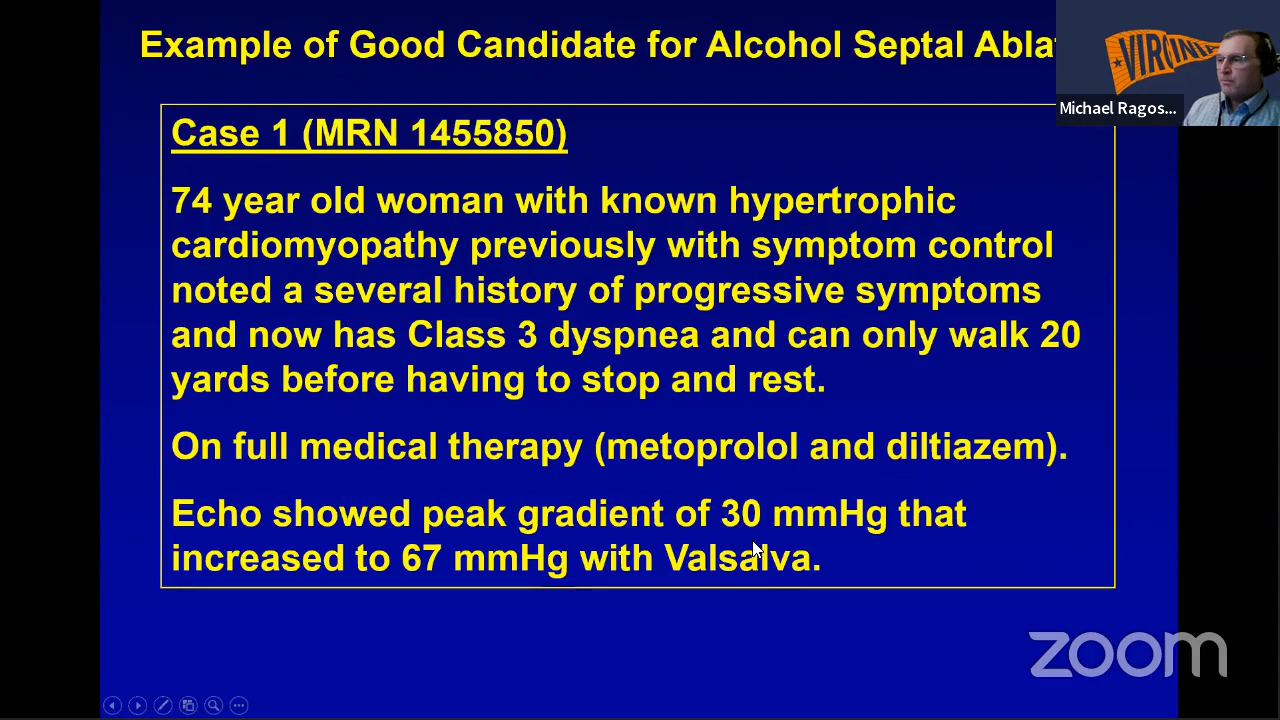 Example of Good Candidate for Alcohol Septal Abla
VIRGINIA
Michael Ragos...
Case 1 (MRN 1455850)
74 year old woman with known hypertrophic
cardiomyopathy previously with symptom control
noted a several history of progressive symptoms
and now has Class 3 dyspnea and can only walk 20
yards before having to stop and rest.
On full medical therapy (metoprolol and diltiazem).
Echo showed peak gradient of 30 mmHg that
increased to 67 mmHg with Valsalva.
zoom